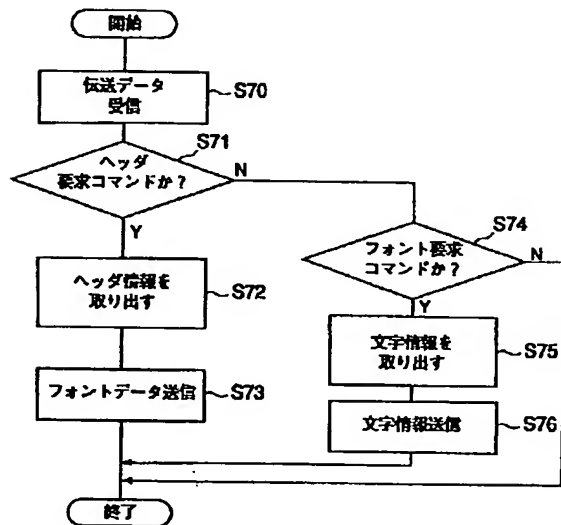 開始
伝送データ
受信
S70
S71
ヘッダ
要求コマンドか？
N
Y
S74
フォント要求
コマンドか？
N
Y
ヘッダ情報を
取り出す
S72
文字情報を
取り出す
S75
フォントデータ送信
S73
文字情報送信
S76
終了